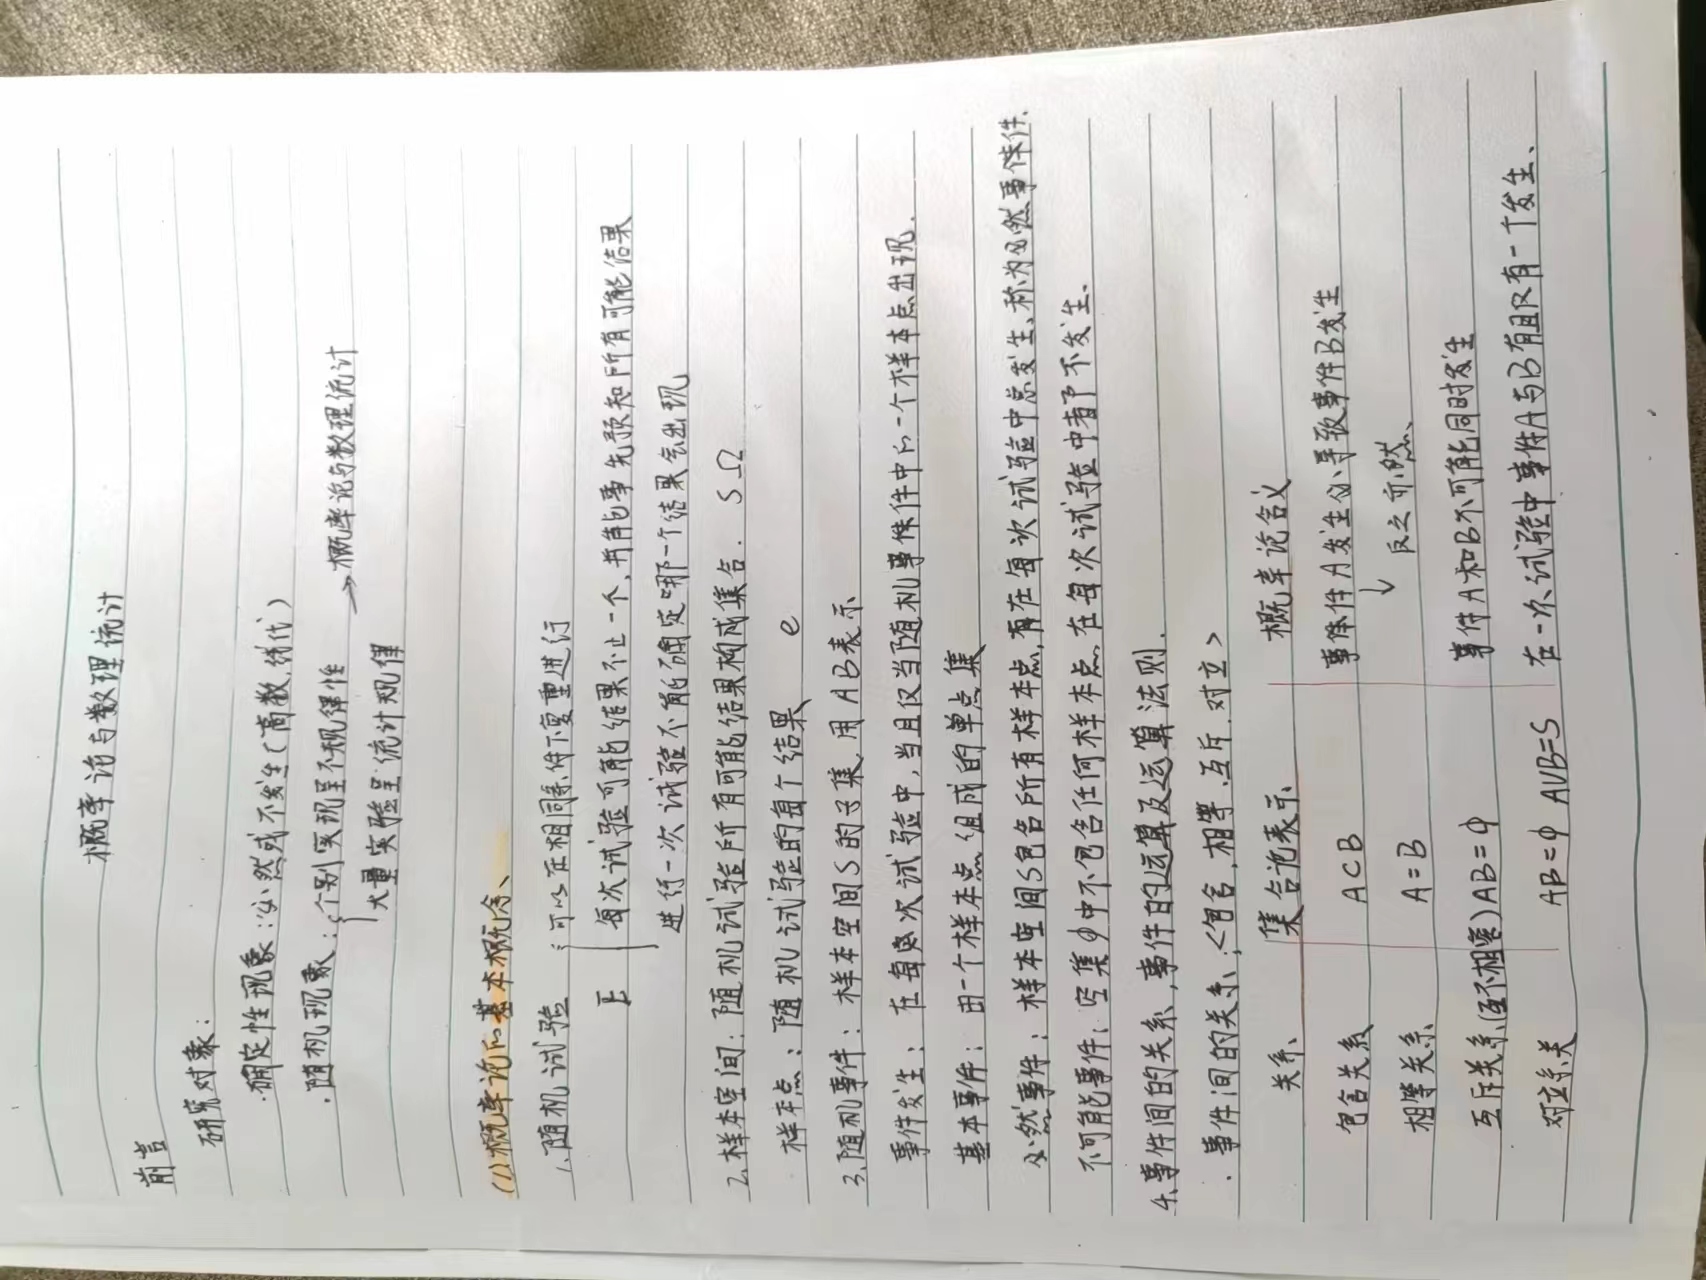 概率论与数理统计
前言
研究对象：
·确定性现象：必然或不发生（高数，线代）
·随机现象：个别实现呈不规律性 → 概率论与数理统计
大量实验呈统计规律
(1) 概率论的基本概念、
1、随机试验：可以在相同条件下重复进行
E 每次试验可能结果不止一个，并能事先预知所有可能结果
进行一次试验不能确定哪一个结果会出现
2、样本空间：随机试验所有可能结果构成集合. S Ω
样本点：随机试验的每个结果 e
3、随机事件：样本空间S的子集，用AB表示
事件发生：在每次试验中，当且仅当随机事件中的一个样本点出现.
基本事件：由一个样本点组成的单点集
必然事件：样本空间S包含所有样本点，在每次试验中总发生、称为必然事件.
不可能事件：空集φ中不包含任何样本点，在每次试验中都不发生.
4、事件间的关系，事件的运算及运算法则.
·事件间的关系：<包含，相等，互斥，对立>
关系 集合论表示 概率论含义
包含关系 A⊂B 事件A发生必导致事件B发生
相等关系 A=B ↓ 反之亦然、
互斥关系(互不相容) AB=φ 事件A和B不可能同时发生
对立系关 AB=φ A∪B=S 在一次试验中事件A与B有且仅有一个发生、